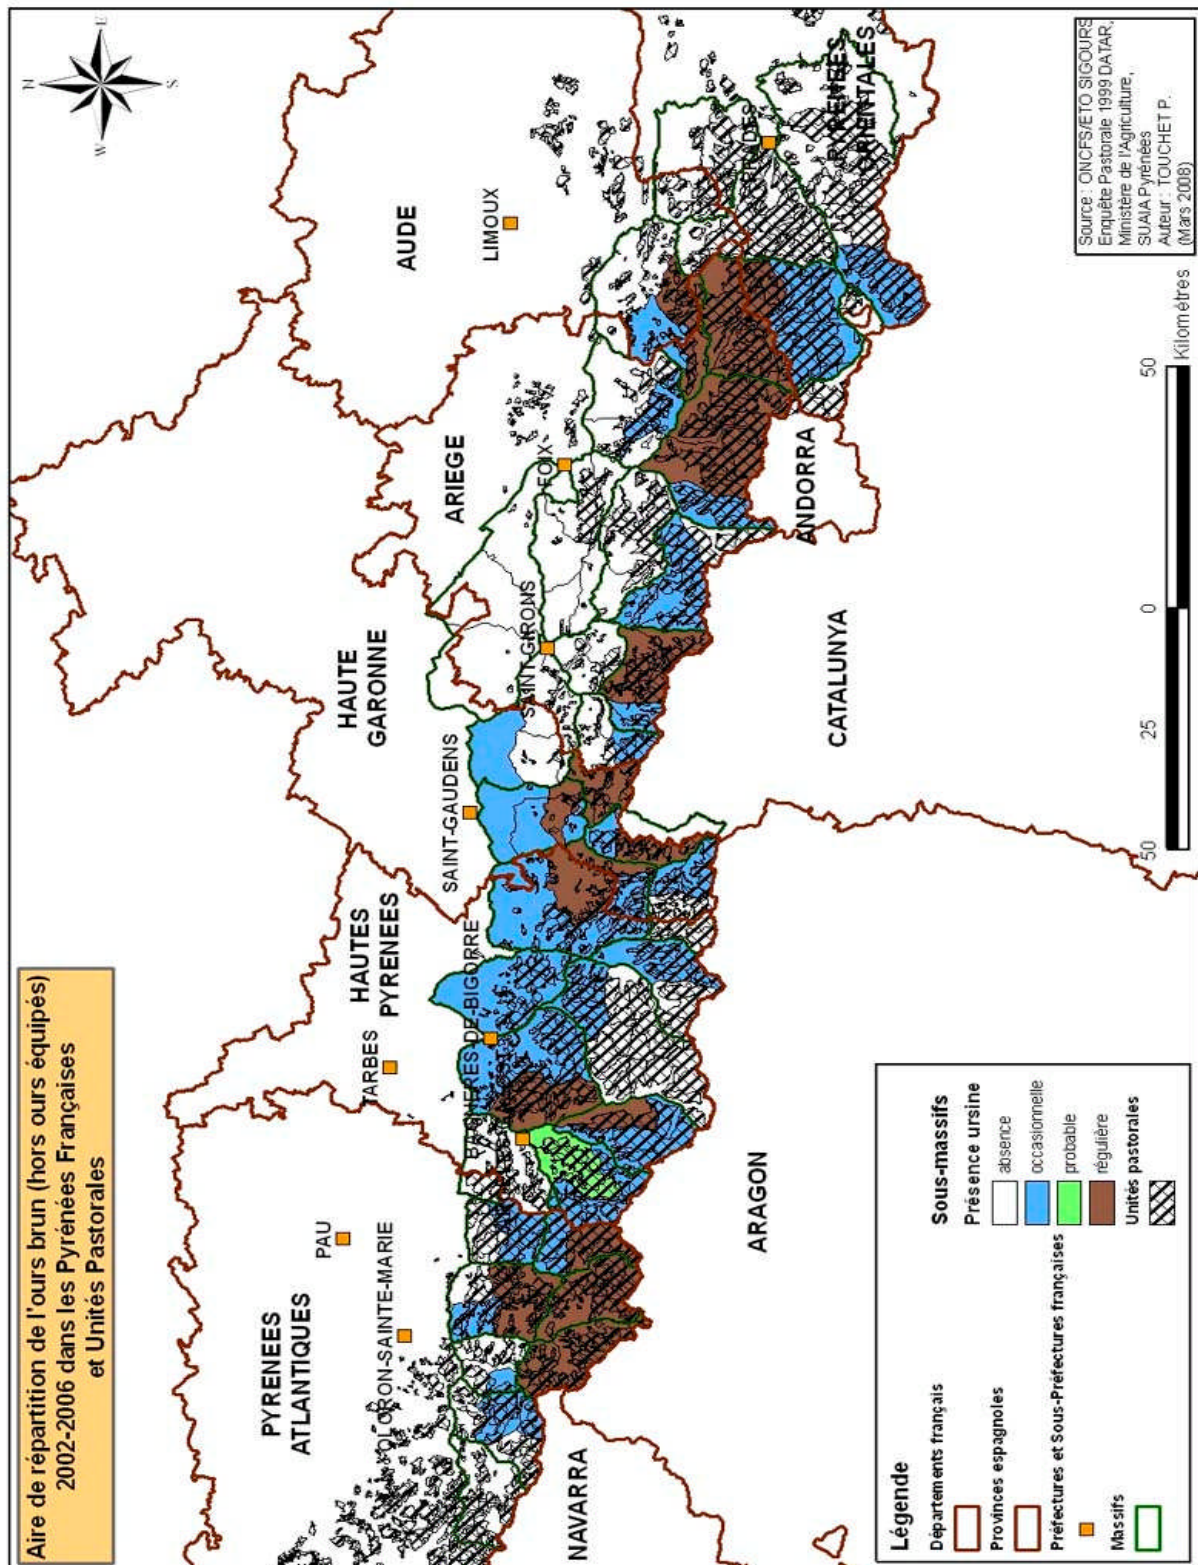 Aire de répartition de l'ours brun (hors ours équipés)
2002-2006 dans les Pyrénées Françaises
et Unités Pastorales
N
E
S
W
PYRENEES
ATLANTIQUES
PAU
OLORON-SAINTE-MARIE
HAUTES
PYRENEES
TARBES
BAGNERES-DE-BIGORRE
HAUTE
GARONNE
SAINT-GAUDENS
SAINT-GIRONS
ARIEGE
FOIX
AUDE
LIMOUX
PRADES
PYRENEES
ORIENTALES
NAVARRA
ARAGON
CATALUNYA
ANDORRA
Légende
Départements français
Provinces espagnoles
Préfectures et Sous-Préfectures françaises
Massifs
Sous-massifs
Présence ursine
absence
occasionnelle
probable
régulière
Unités pastorales
50
25
0
50
Kilomètres
Source : ONCFS/ETO SIGOURS
Enquête Pastorale 1999 DATAR,
Ministère de l'Agriculture,
SUAIA Pyrénées
Auteur : TOUCHET P.
(Mars 2008)